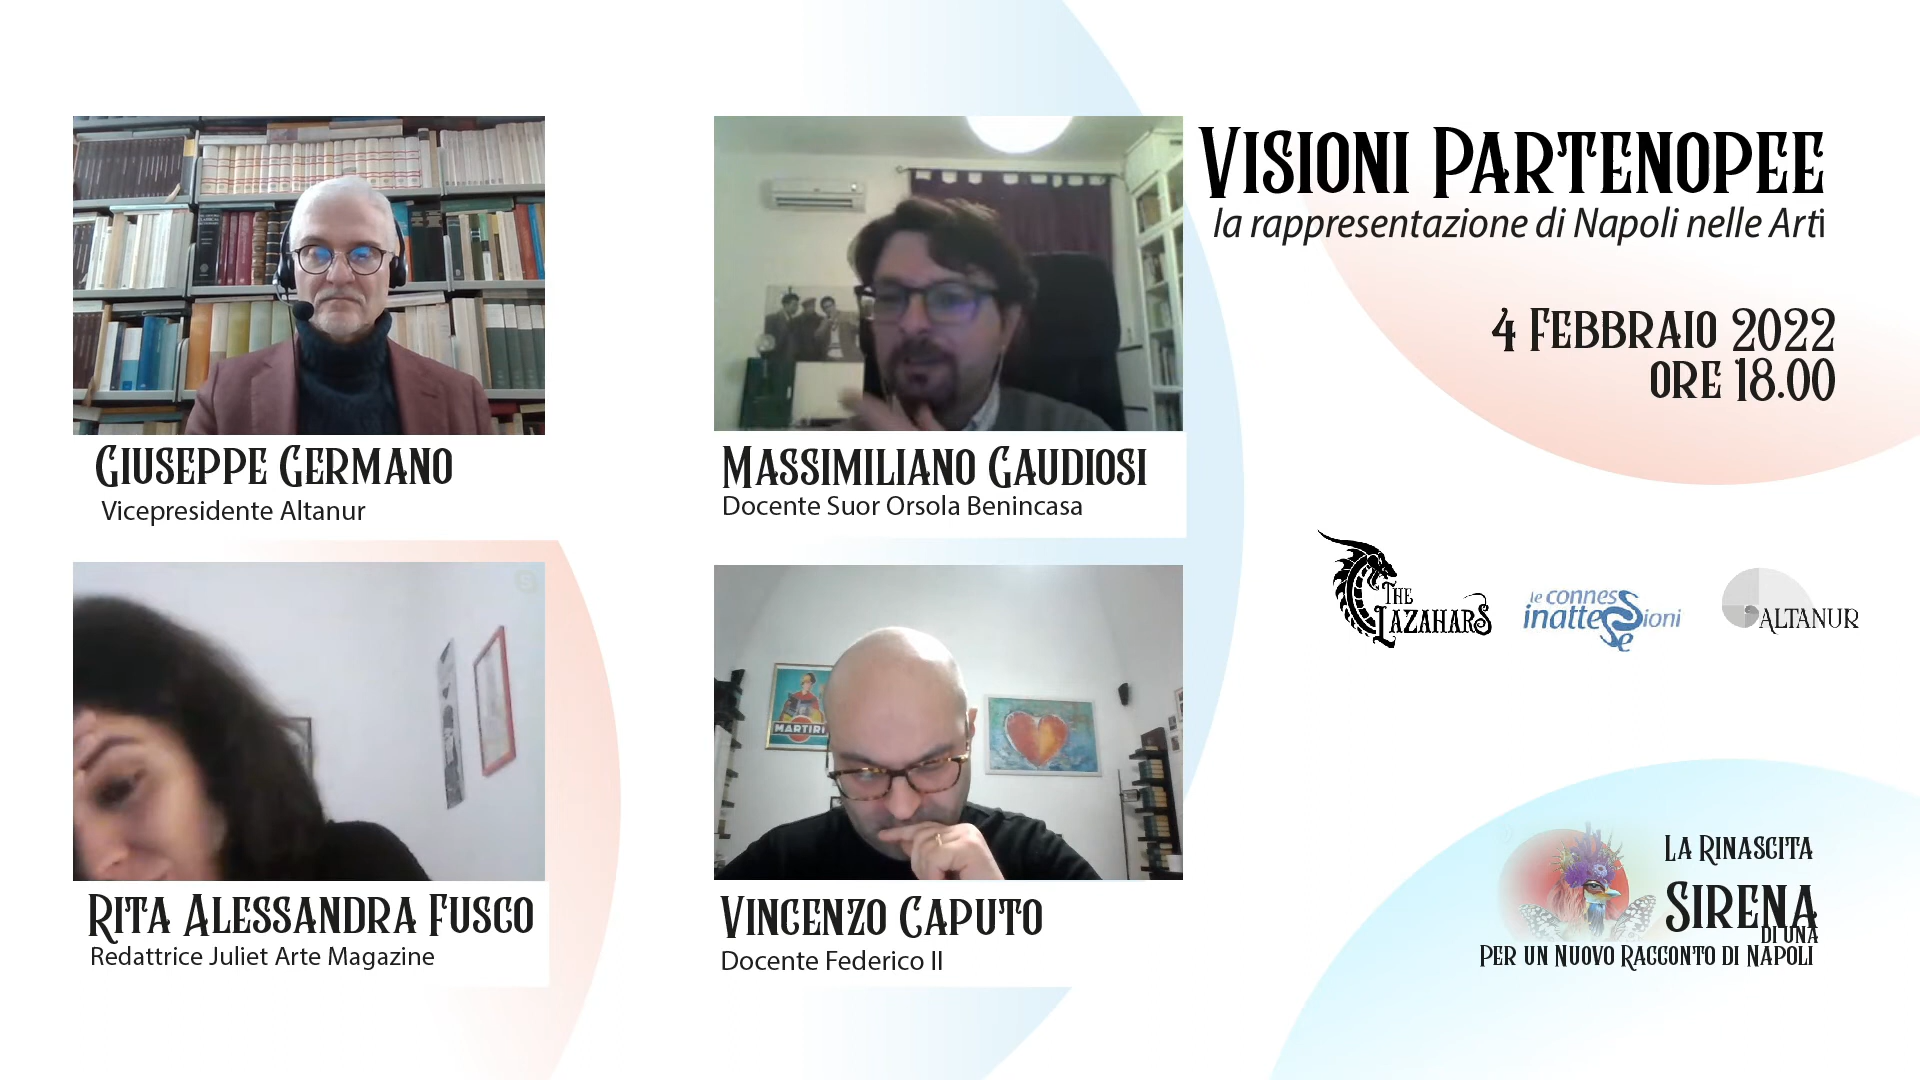 VISIONI PARTENOPEE
la rappresentazione di Napoli nelle Arti
4 FEBBRAIO 2022
ORE 18.00
GIUSEPPE GERMANO
Vicepresidente Altanur
MASSIMILIANO GAUDIOSI
Docente Suor Orsola Benincasa
MARTINI
RITA ALESSANDRA FUSCO
Redattrice Juliet Arte Magazine
VINCENZO CAPUTO
Docente Federico II
THE
LAZAHARS
le connessioni
inattese
ALTANUR
LA RINASCITA
SIRENA
DI UNA
PER UN NUOVO RACCONTO DI NAPOLI